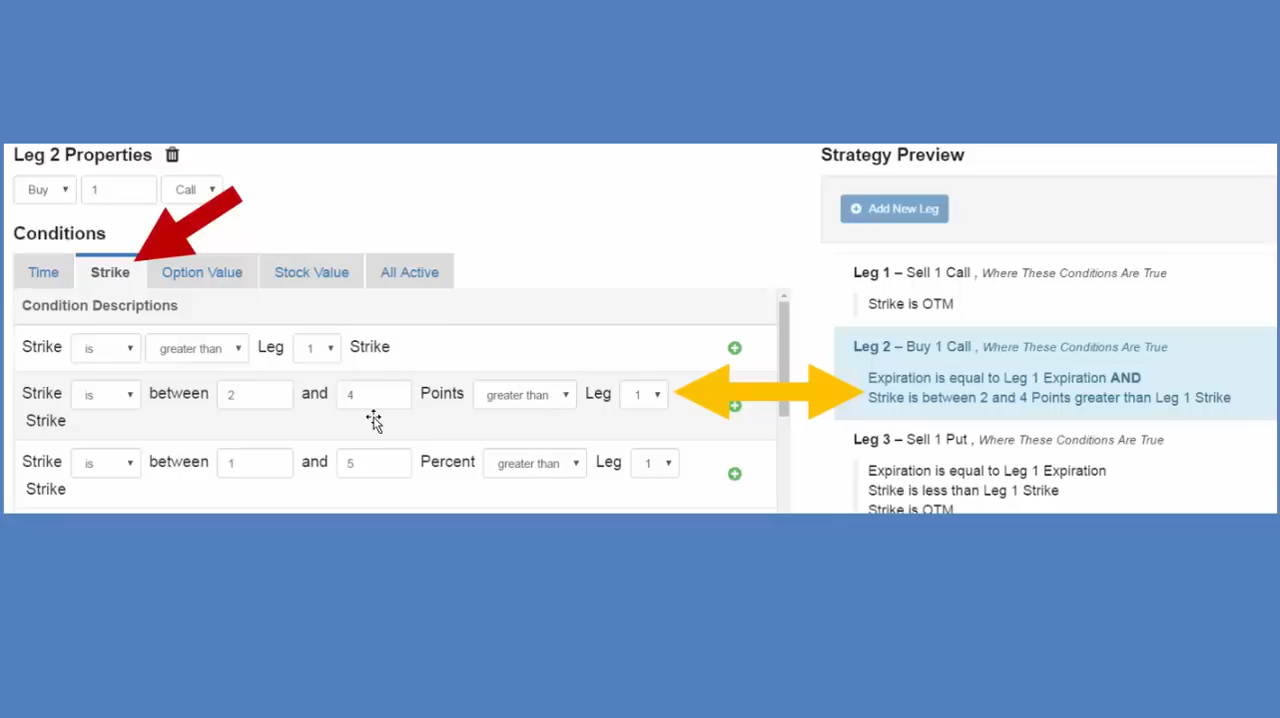 Leg 2 Properties
Buy 1 Call
Conditions
Time Strike Option Value Stock Value All Active
Condition Descriptions
Strike is greater than Leg 1 Strike
Strike is between 2 and 4 Points greater than Leg 1
Strike
Strike is between 1 and 5 Percent greater than Leg 1
Strike
Strategy Preview
Add New Leg
Leg 1 – Sell 1 Call , Where These Conditions Are True
Strike is OTM
Leg 2 – Buy 1 Call , Where These Conditions Are True
Expiration is equal to Leg 1 Expiration AND
Strike is between 2 and 4 Points greater than Leg 1 Strike
Leg 3 – Sell 1 Put , Where These Conditions Are True
Expiration is equal to Leg 1 Expiration
Strike is less than Leg 1 Strike
Strike is OTM